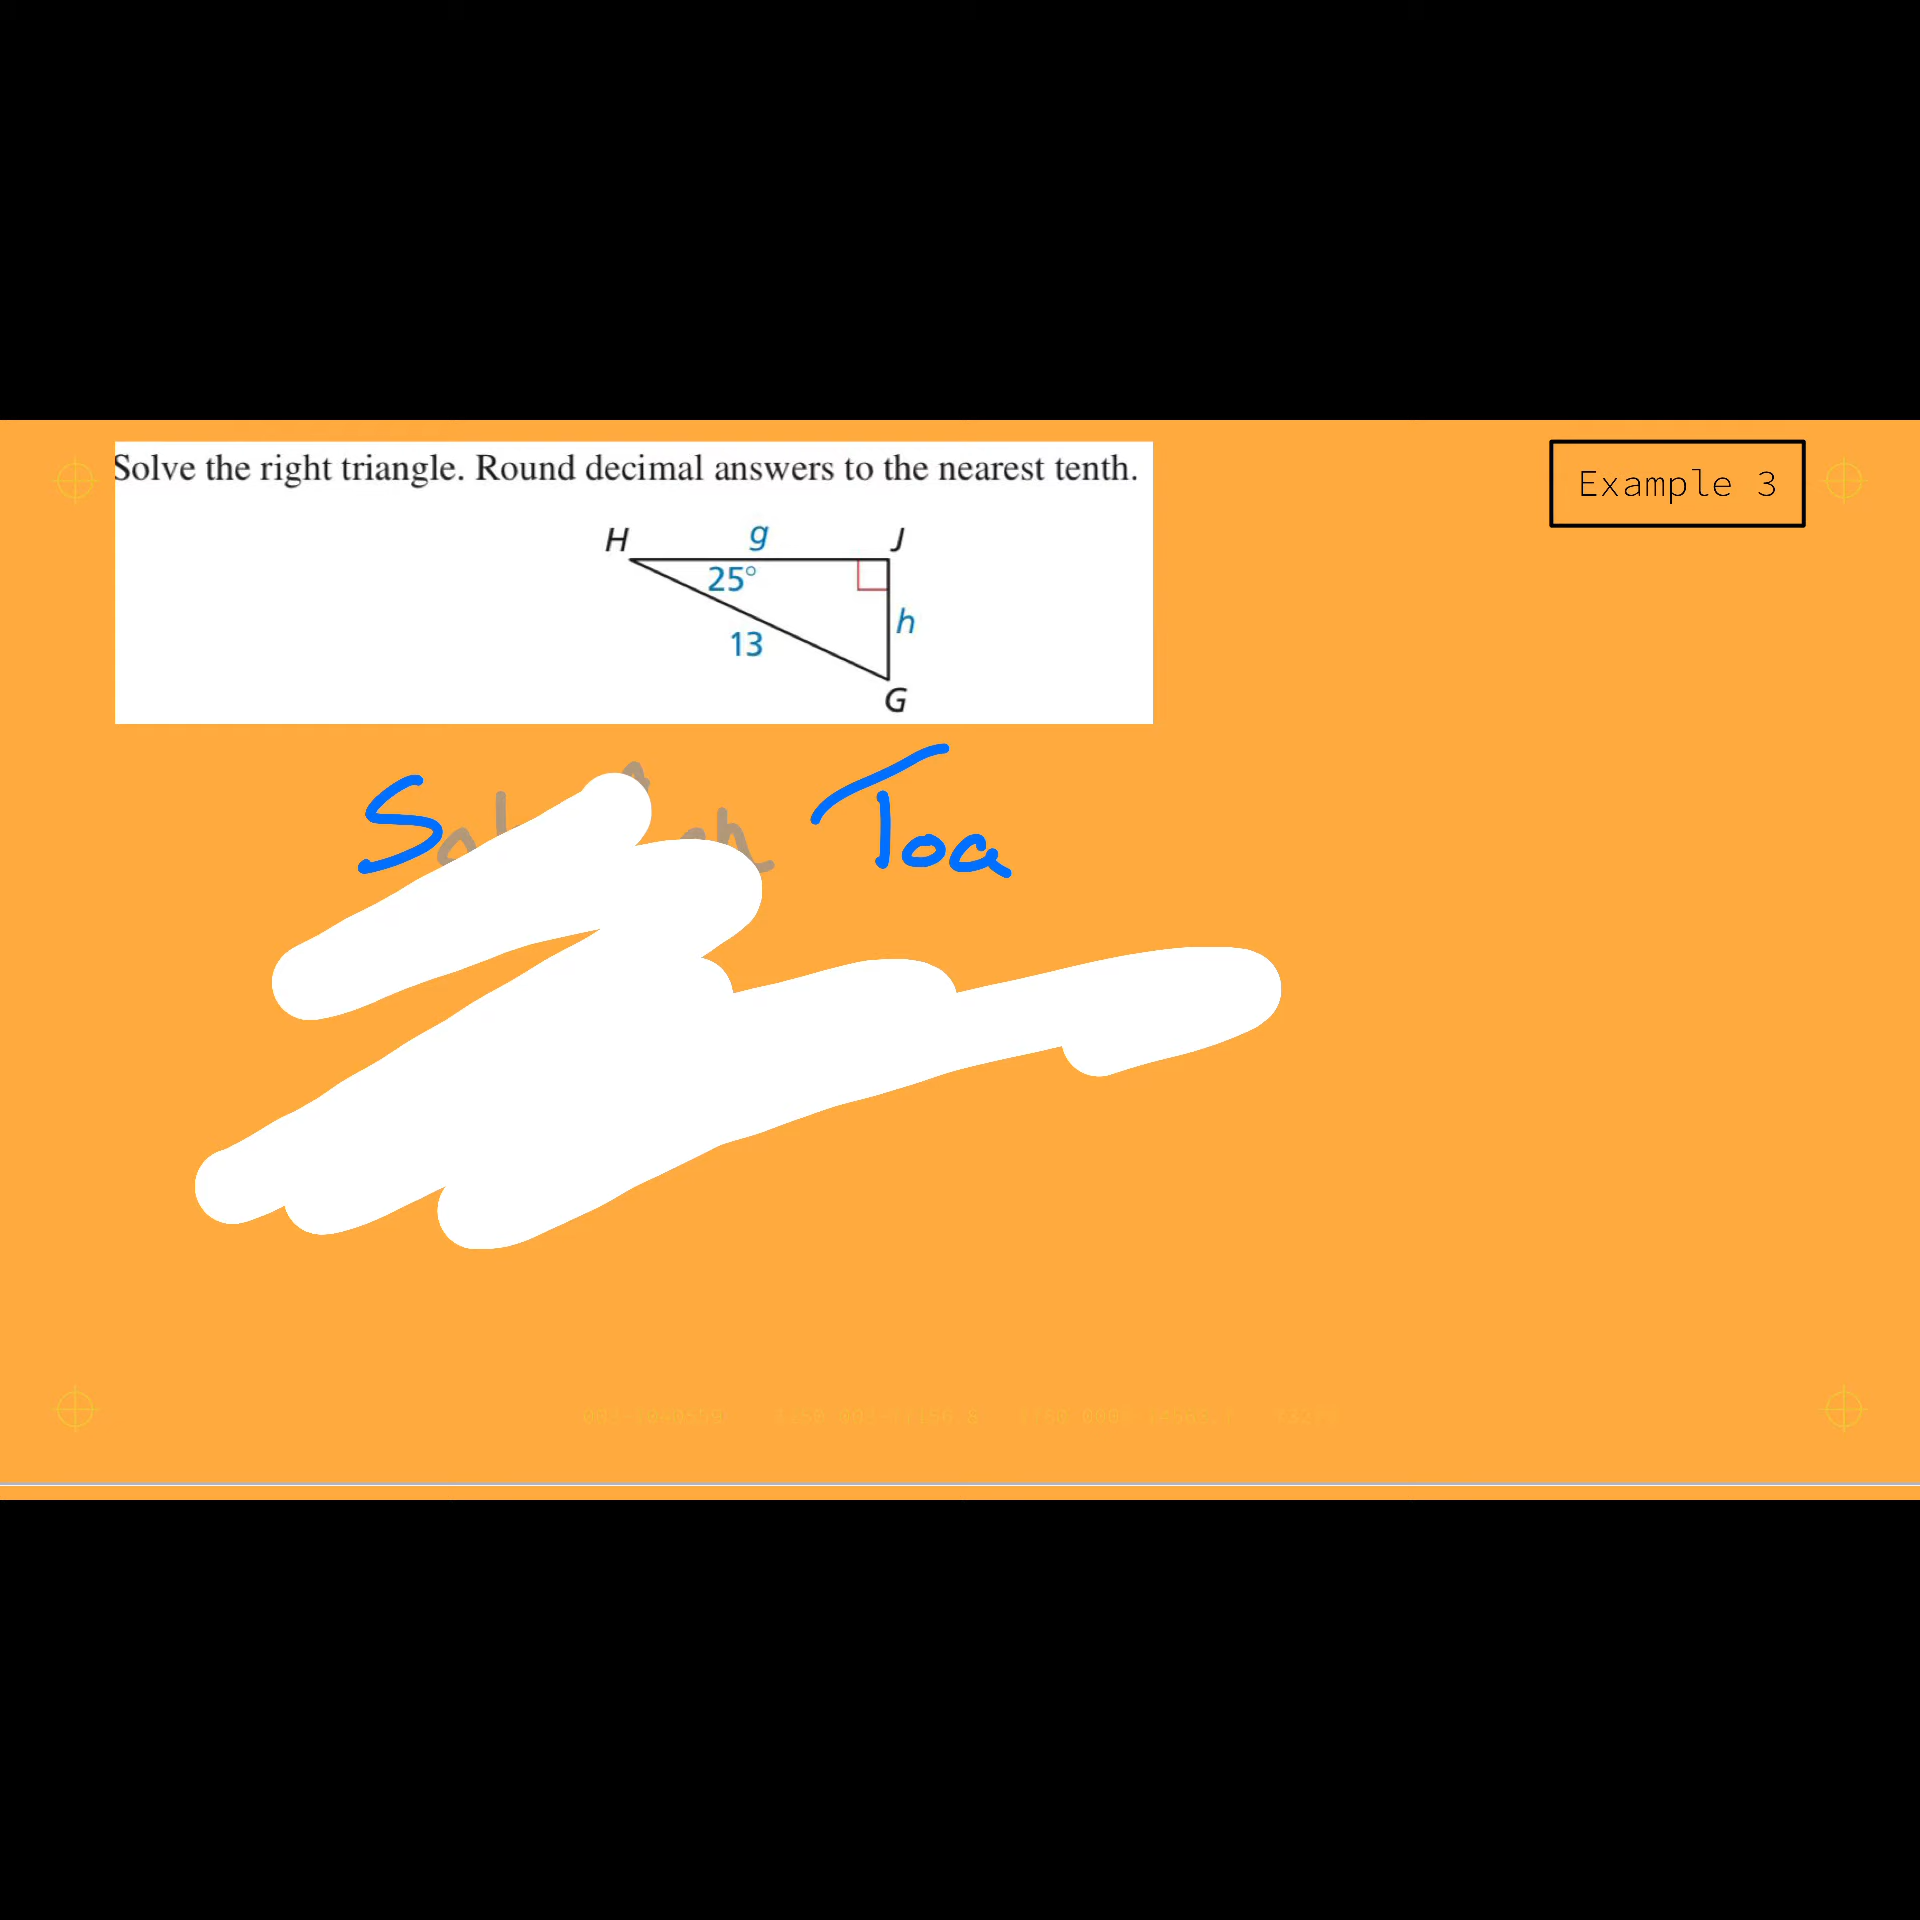 Solve the right triangle. Round decimal answers to the nearest tenth.
Example 3
H g J
25°
h
13
G
Toa